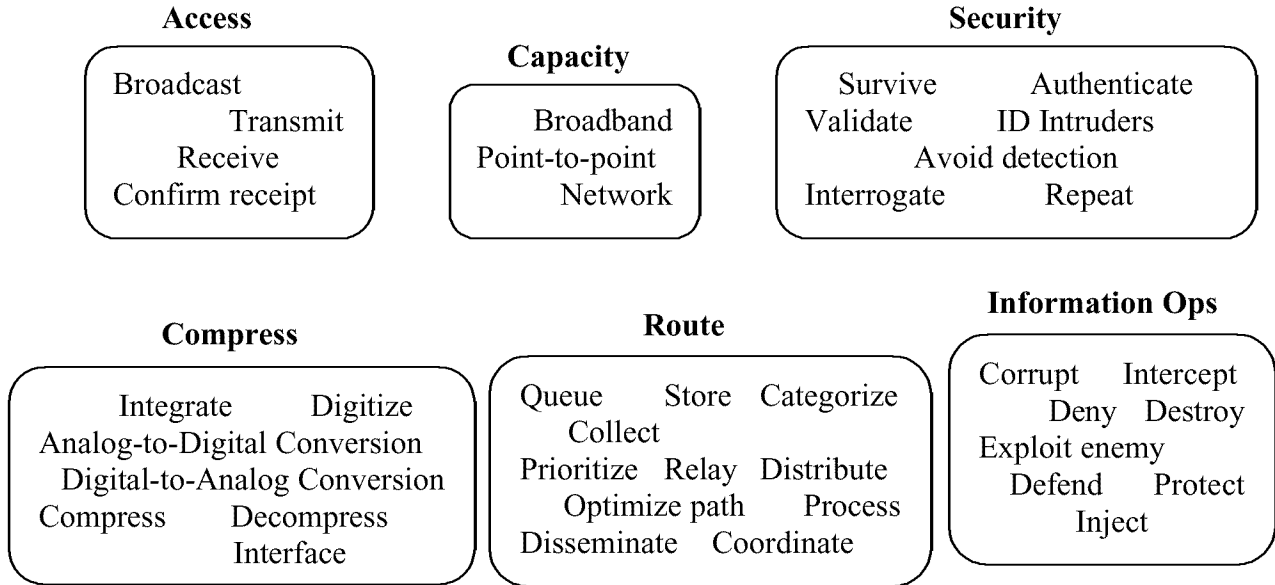 Access
Broadcast
Transmit
Receive
Confirm receipt
Capacity
Broadband
Point-to-point
Network
Security
Survive Authenticate
Validate ID Intruders
Avoid detection
Interrogate Repeat
Compress
Integrate Digitize
Analog-to-Digital Conversion
Digital-to-Analog Conversion
Compress Decompress
Interface
Route
Queue Store Categorize
Collect
Prioritize Relay Distribute
Optimize path Process
Disseminate Coordinate
Information Ops
Corrupt Intercept
Deny Destroy
Exploit enemy
Defend Protect
Inject